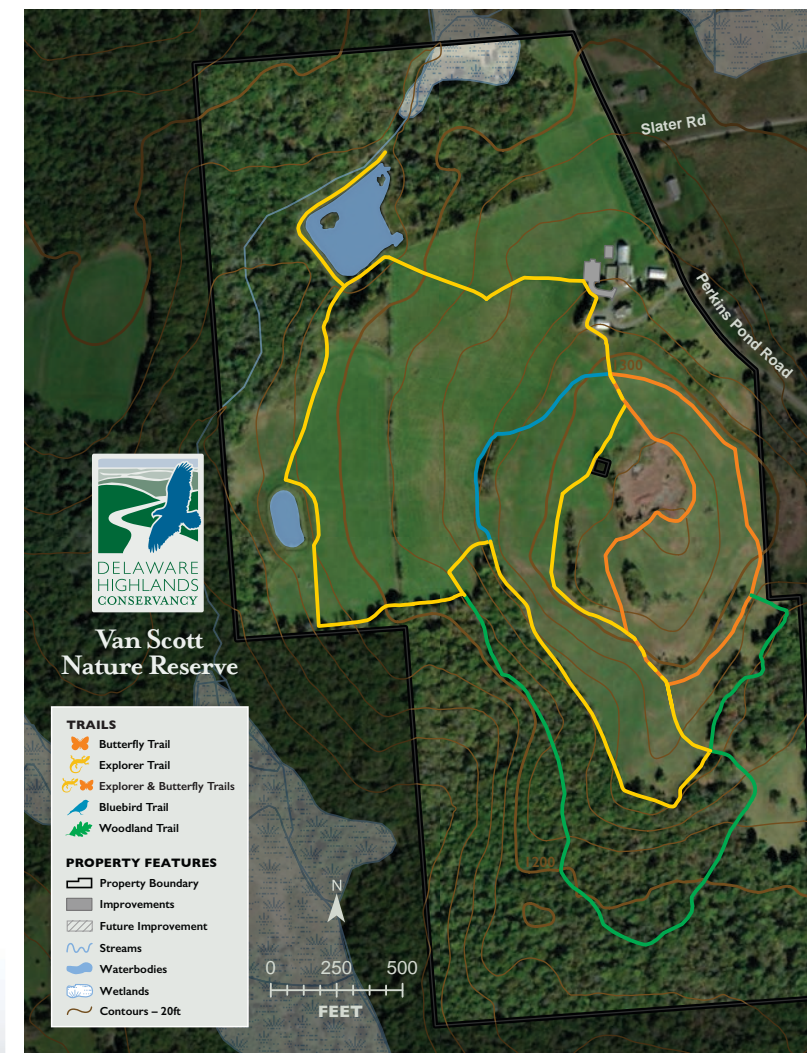 Slater Rd
Perkins Pond Road
1300
DELAWARE
HIGHLANDS
CONSERVANCY
Van Scott
Nature Reserve
TRAILS
Butterfly Trail
Explorer Trail
Explorer & Butterfly Trails
Bluebird Trail
Woodland Trail
PROPERTY FEATURES
Property Boundary
Improvements
Future Improvement
Streams
Waterbodies
Wetlands
Contours – 20ft
1200
N
0 250 500
FEET